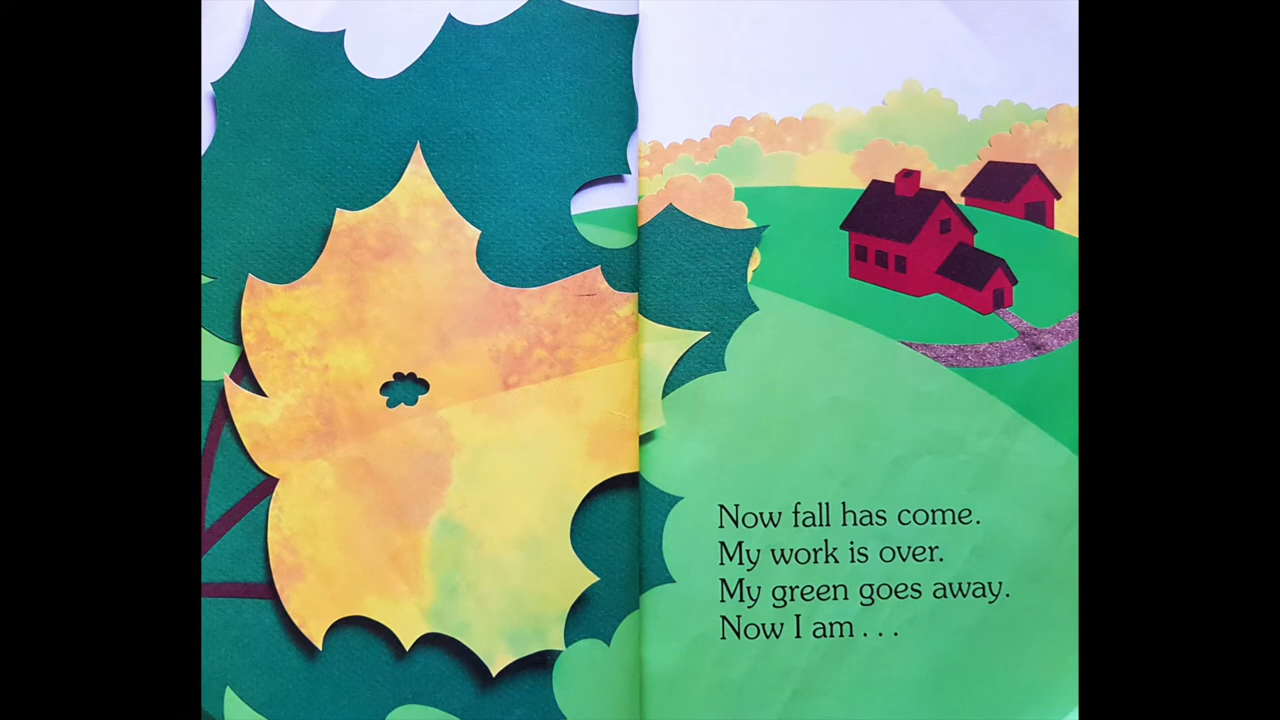 Now fall has come.
My work is over.
My green goes away.
Now I am . . .